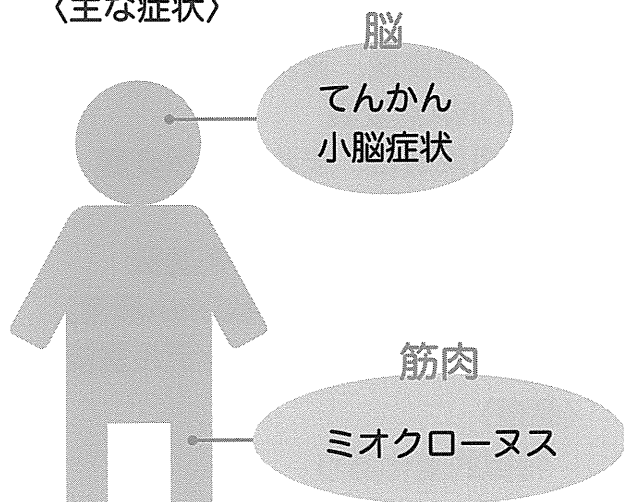 〈主な症状〉
脳
てんかん
小脳症状
筋肉
ミオクローヌス